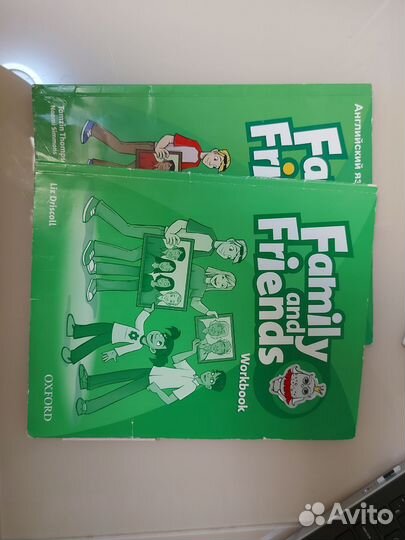 Tamzin Thompson
Naomi Simmons
Английский яз
Fa
Fri
Liz Driscoll
Family
and
Friends
Workbook
OXFORD
Avito